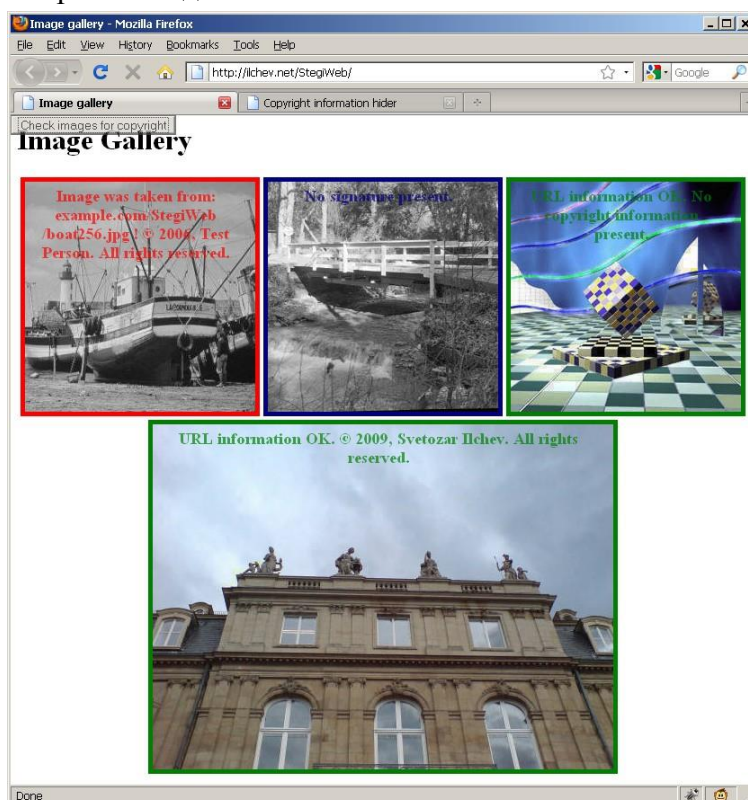 Image gallery - Mozilla Firefox
File Edit View History Bookmarks Tools Help
http://ilchev.net/StegiWeb/
Google
Image gallery
Copyright information hider
Check images for copyright
Image Gallery
Image was taken from:
example.com/StegiWeb
/boat256.jpg ! © 2006, Test
Person. All rights reserved.
No signature present.
URL information OK. No
copyright information
present.
URL information OK. © 2009, Svetozar Ilchev. All rights
reserved.
Done